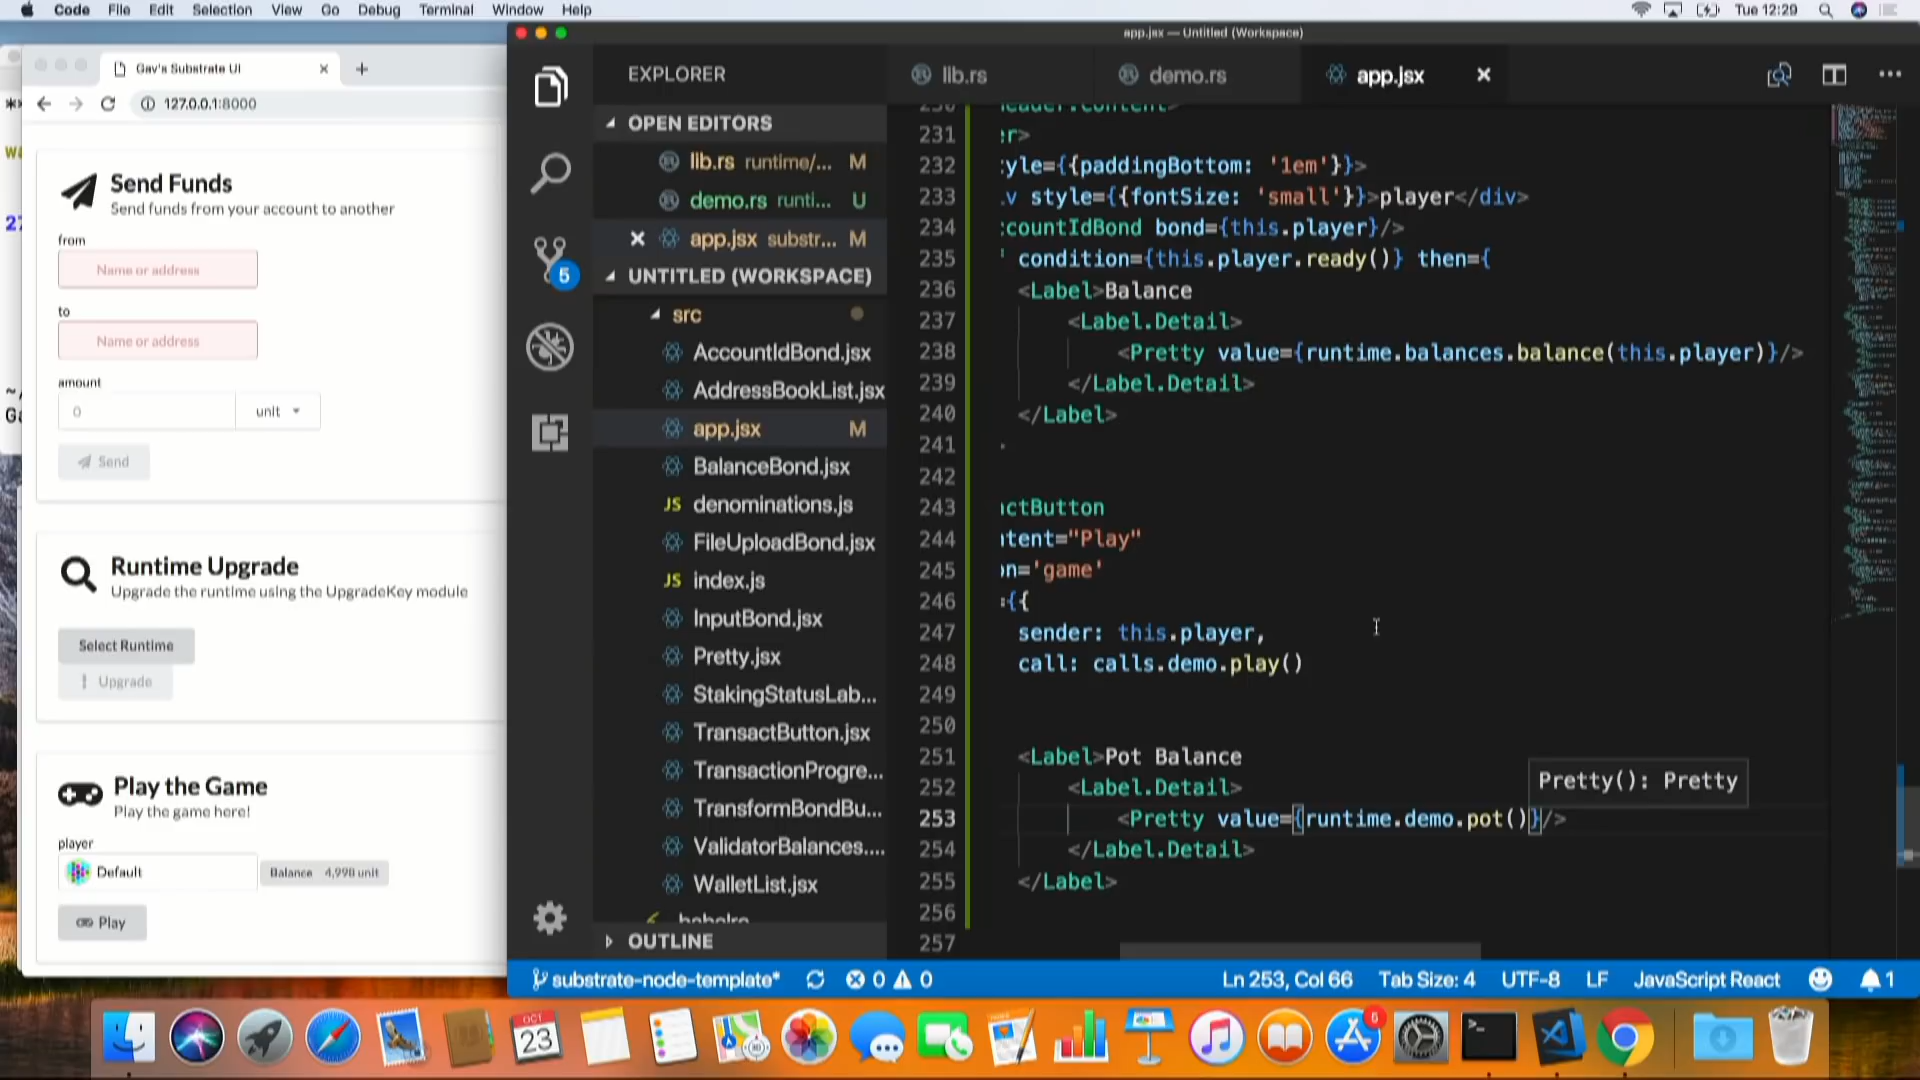 Code File Edit Selection View Go Debug Terminal Window Help
Tue 12:29
app.jsx — Untitled (Workspace)
Gav's Substrate UI
127.0.0.1:8000
Send Funds
Send funds from your account to another
from
Name or address
to
Name or address
amount
0
unit
Send
Runtime Upgrade
Upgrade the runtime using the UpgradeKey module
Select Runtime
Upgrade
Play the Game
Play the game here!
player
Default
Balance 4,998 unit
Play
EXPLORER
OPEN EDITORS
lib.rs runtime/... M
demo.rs runti... U
app.jsx substr... M
5
UNTITLED (WORKSPACE)
src
AccountIdBond.jsx
AddressBookList.jsx
app.jsx M
BalanceBond.jsx
JS denominations.js
FileUploadBond.jsx
JS index.js
InputBond.jsx
Pretty.jsx
StakingStatusLab...
TransactButton.jsx
TransactionProgre...
TransformBondBu...
ValidatorBalances....
WalletList.jsx
OUTLINE
lib.rs demo.rs app.jsx
231 er>
232 yle={{paddingBottom: '1em'}}>
233 v style={{fontSize: 'small'}}>player</div>
234 countIdBond bond={this.player}/>
235 condition={this.player.ready()} then={
236 <Label>Balance
237 <Label.Detail>
238 <Pretty value={runtime.balances.balance(this.player)}/>
239 </Label.Detail>
240 </Label>
241
242
243 actButton
244 ntent="Play"
245 on='game'
246 ={{
247 sender: this.player,
248 call: calls.demo.play()
249
250
251 <Label>Pot Balance
252 <Label.Detail>
253 <Pretty value={runtime.demo.pot()}/>
254 </Label.Detail>
255 </Label>
256
257
Pretty(): Pretty
substrate-node-template* 0 0
Ln 253, Col 66 Tab Size: 4 UTF-8 LF JavaScript React 1
OCT
23
5